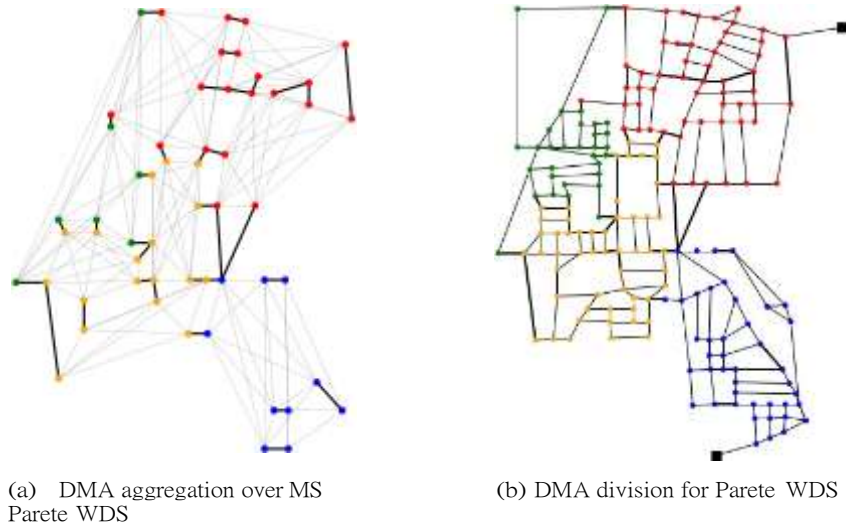 (a) DMA aggregation over MS
Parete WDS
(b) DMA division for Parete WDS